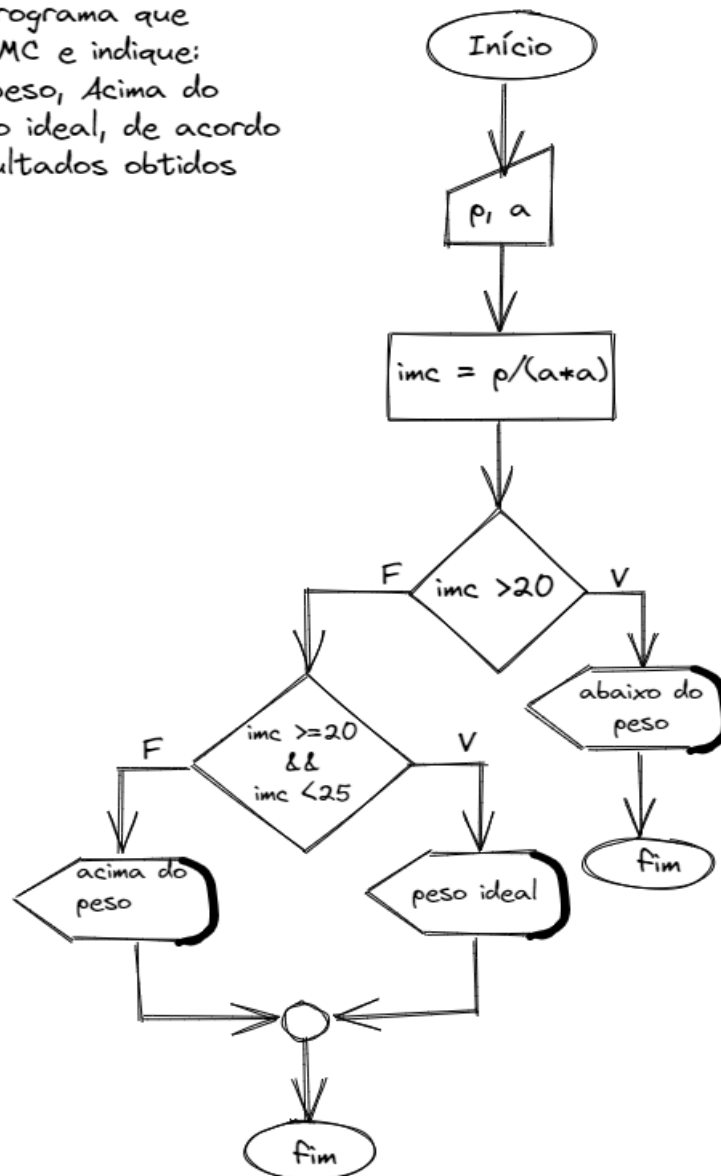 rograma que
MC e indique:
peso, Acima do
o ideal, de acordo
ultados obtidos
Início
p, a
imc = p/(a*a)
imc >20
F
V
abaixo do
peso
fim
imc >=20
&&
imc <25
F
V
acima do
peso
peso ideal
fim